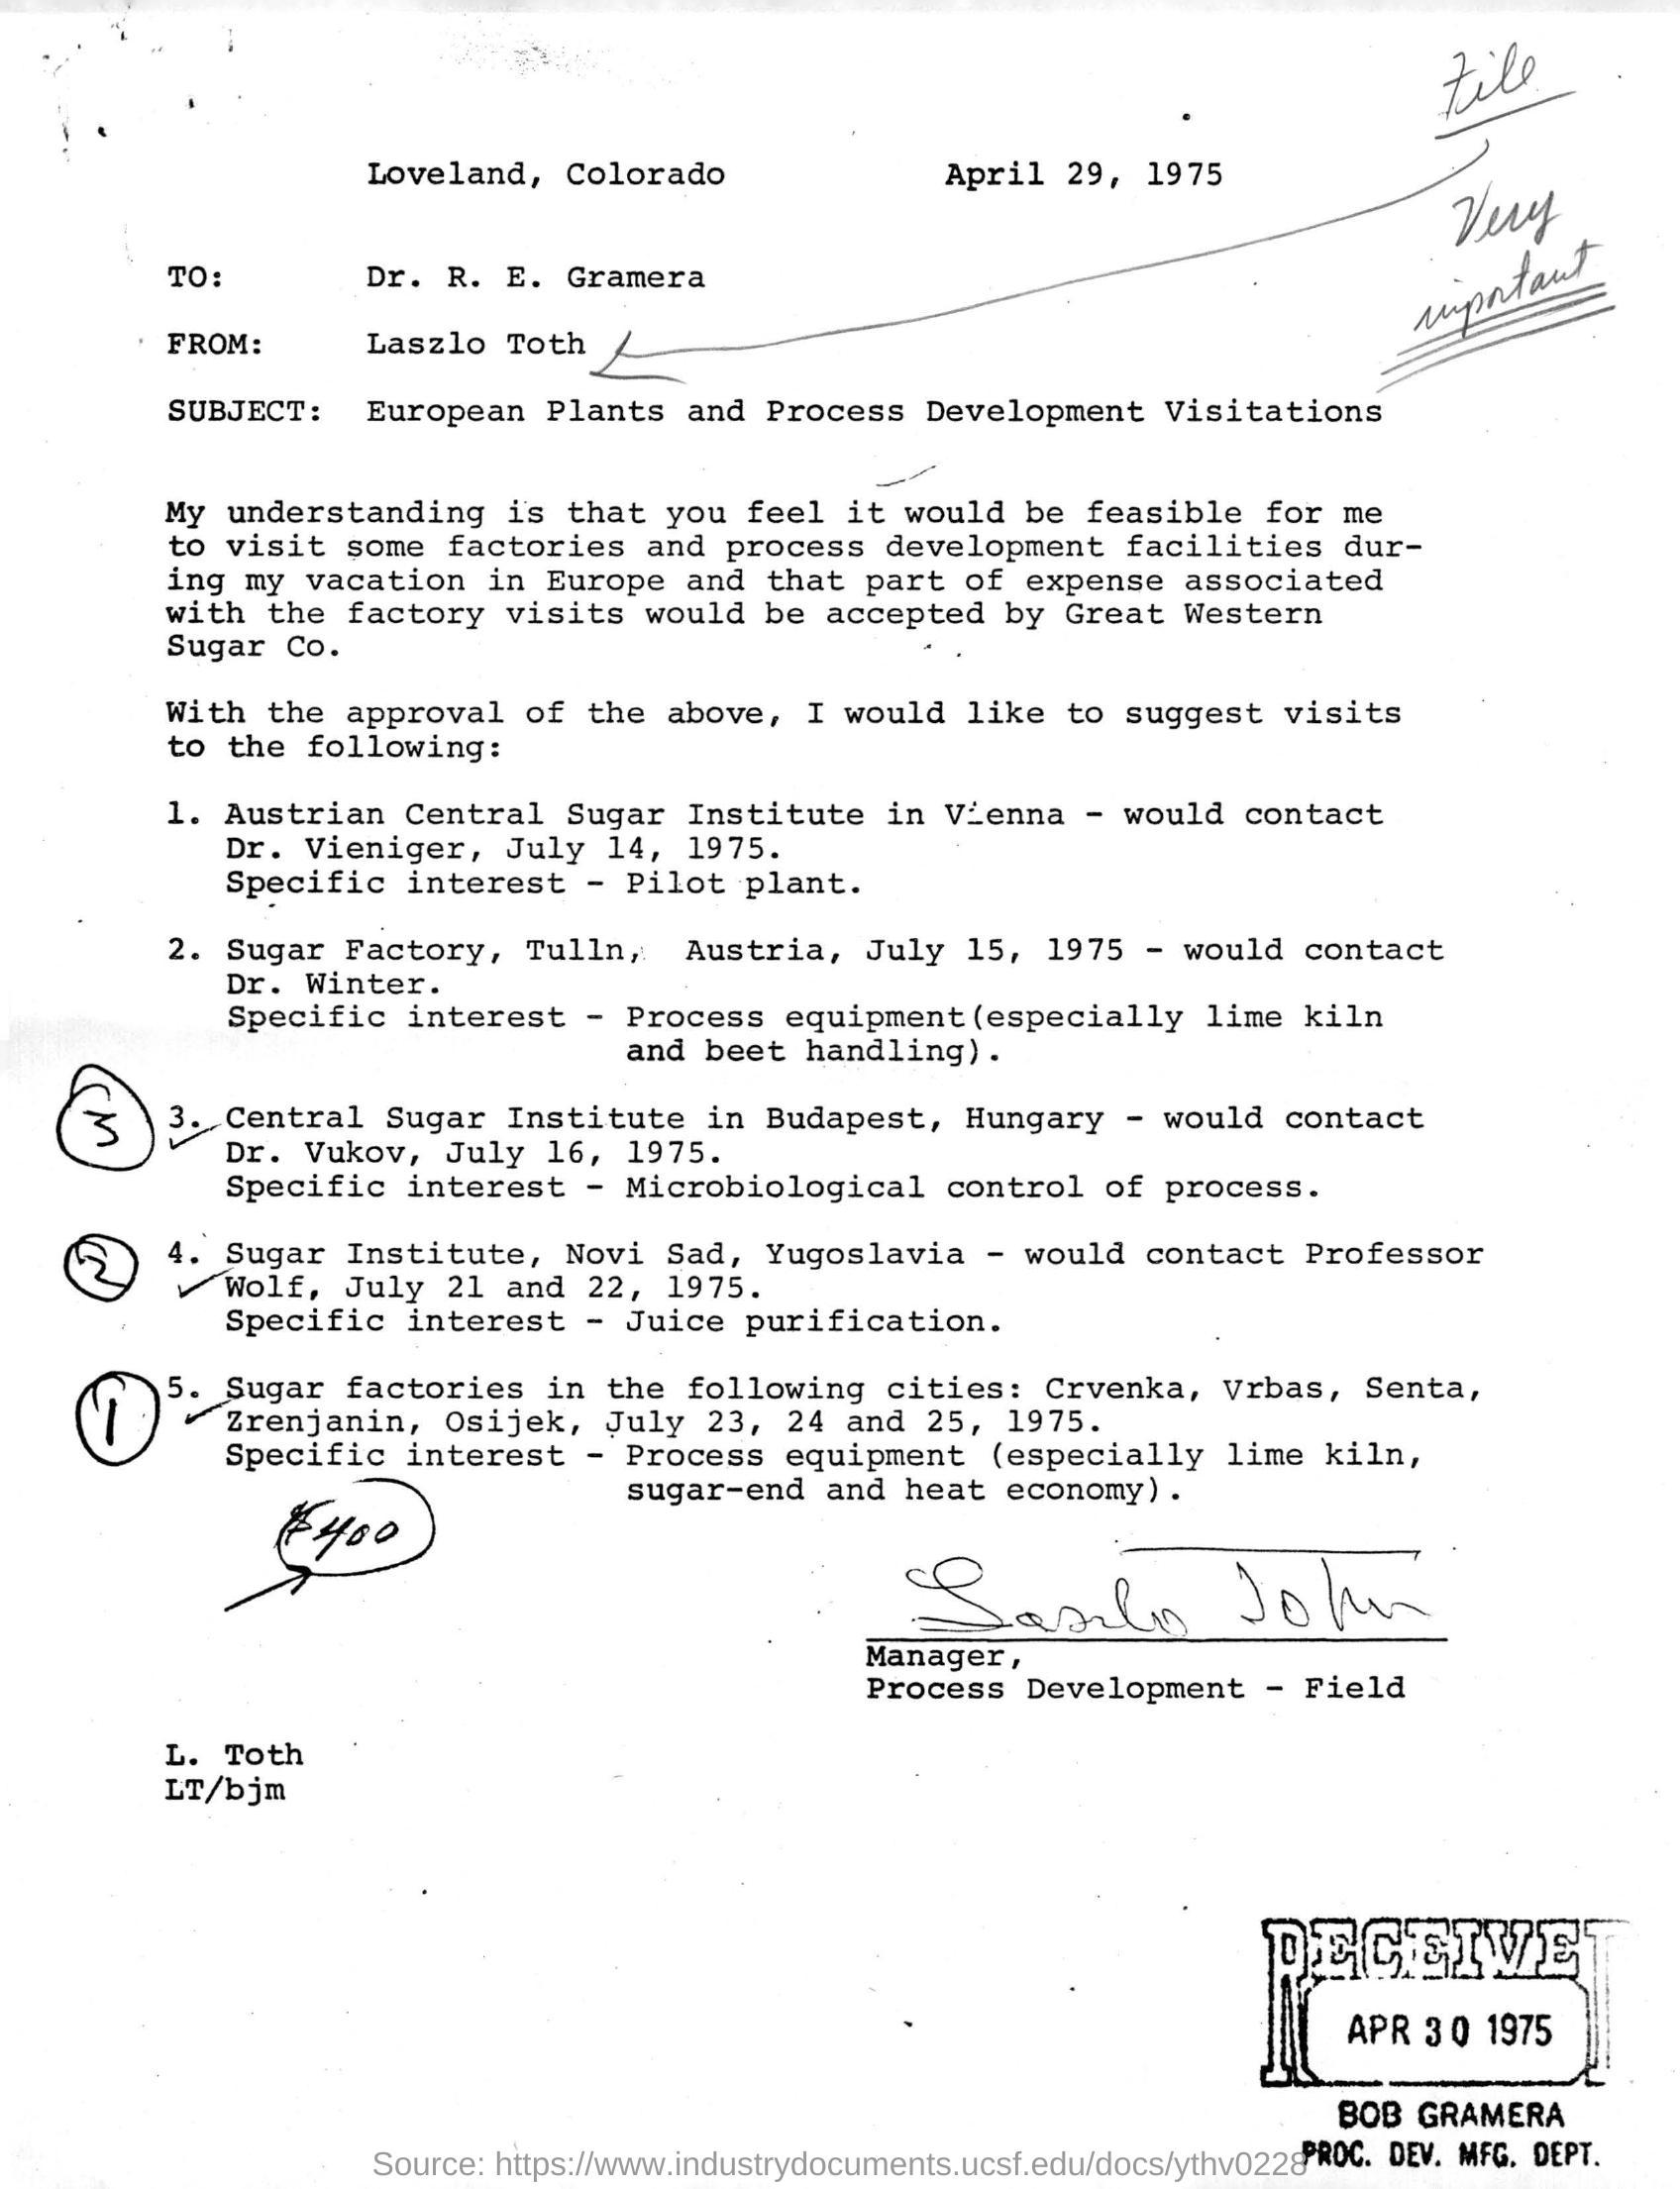 File
Loveland, Colorado April 29, 1975
Very
important
TO: Dr. R. E. Gramera
FROM: Laszlo Toth
SUBJECT: European Plants and Process Development Visitations
My understanding is that you feel it would be feasible for me
to visit some factories and process development facilities dur-
ing my vacation in Europe and that part of expense associated
with the factory visits would be accepted by Great Western
Sugar Co.
With the approval of the above, I would like to suggest visits
to the following:
1. Austrian Central Sugar Institute in Vienna - would contact
Dr. Vieniger, July 14, 1975.
Specific interest - Pilot plant.
2. Sugar Factory, Tulln, Austria, July 15, 1975 - would contact
Dr. Winter.
Specific interest - Process equipment(especially lime kiln
and beet handling).
3 3. Central Sugar Institute in Budapest, Hungary - would contact
Dr. Vukov, July 16, 1975.
Specific interest - Microbiological control of process.
2 4. Sugar Institute, Novi Sad, Yugoslavia - would contact Professor
Wolf, July 21 and 22, 1975.
Specific interest - Juice purification.
1 5. Sugar factories in the following cities: Crvenka, Vrbas, Senta,
Zrenjanin, Osijek, July 23, 24 and 25, 1975.
Specific interest - Process equipment (especially lime kiln,
sugar-end and heat economy).
$400
Laszlo Toth
Manager,
Process Development - Field
L. Toth
LT/bjm
RECEIVED
APR 30 1975
BOB GRAMERA
PROC. DEV. MFG. DEPT.
Source: https://www.industrydocuments.ucsf.edu/docs/ythv0228